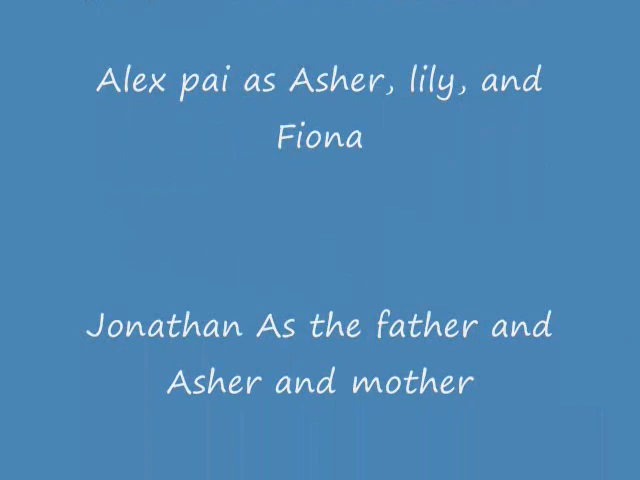 Alex pai as Asher, lily, and
Fiona
Jonathan As the father and
Asher and mother